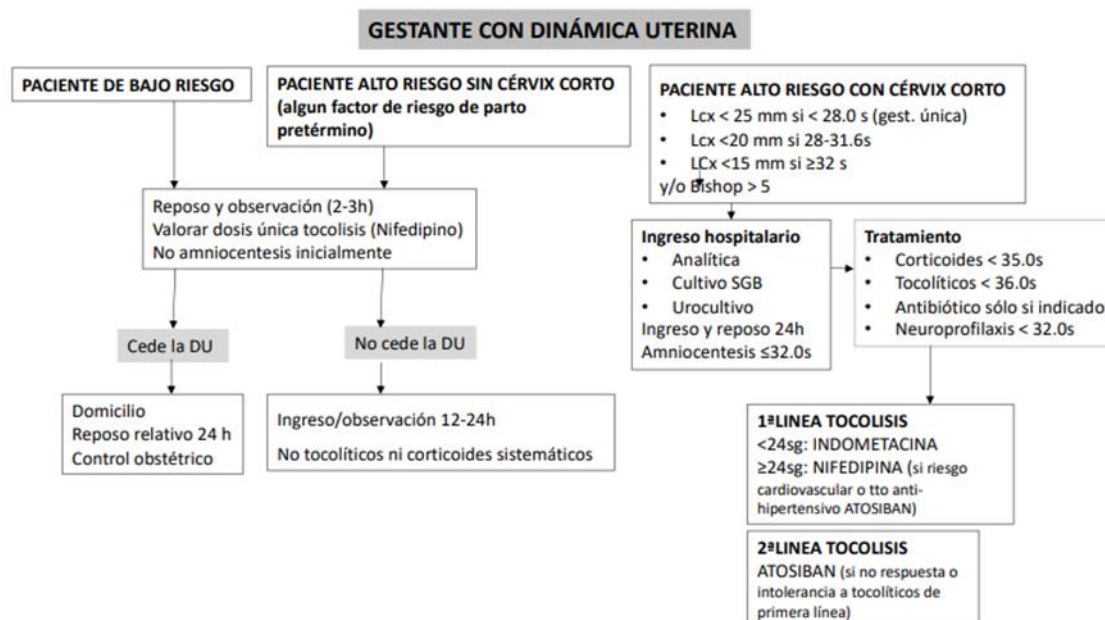 GESTANTE CON DINÁMICA UTERINA
PACIENTE DE BAJO RIESGO
PACIENTE ALTO RIESGO SIN CÉRVIX CORTO
(algun factor de riesgo de parto
pretérmino)
PACIENTE ALTO RIESGO CON CÉRVIX CORTO
• Lcx < 25 mm si < 28.0 s (gest. única)
• Lcx <20 mm si 28-31.6s
• LCx <15 mm si ≥32 s
y/o Bishop > 5
Reposo y observación (2-3h)
Valorar dosis única tocolisis (Nifedipino)
No amniocentesis inicialmente
Ingreso hospitalario
• Analítica
• Cultivo SGB
• Urocultivo
Ingreso y reposo 24h
Amniocentesis ≤32.0s
Tratamiento
• Corticoides < 35.0s
• Tocolíticos < 36.0s
• Antibiótico sólo si indicado
• Neuroprofilaxis < 32.0s
Cede la DU
No cede la DU
Domicilio
Reposo relativo 24 h
Control obstétrico
Ingreso/observación 12-24h
No tocolíticos ni corticoides sistemáticos
1ªLINEA TOCOLISIS
<24sg: INDOMETACINA
≥24sg: NIFEDIPINA (si riesgo
cardiovascular o tto anti-
hipertensivo ATOSIBAN)
2ªLINEA TOCOLISIS
ATOSIBAN (si no respuesta o
intolerancia a tocolíticos de
primera línea)